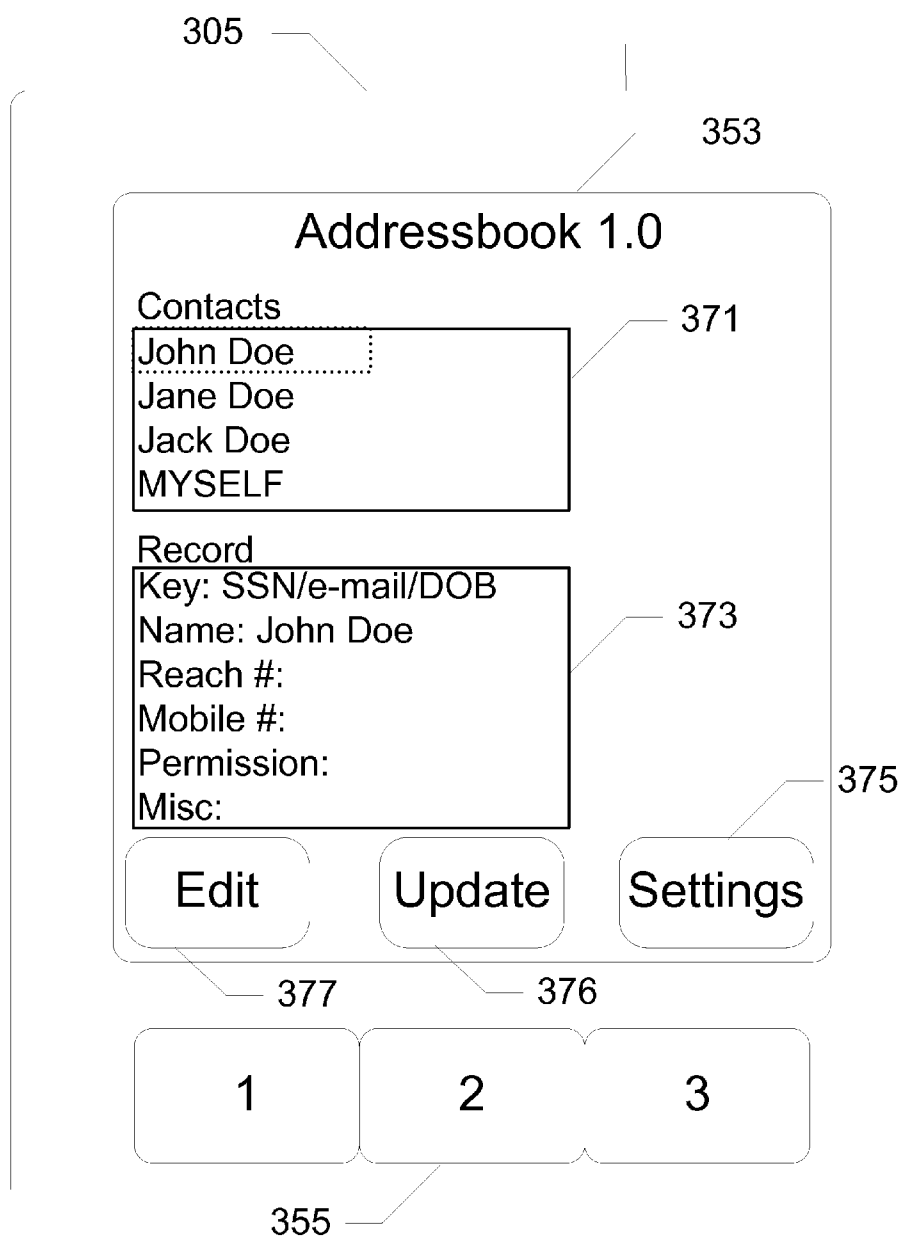 305
353
Addressbook 1.0
Contacts
371
John Doe
Jane Doe
Jack Doe
MYSELF
Record
Key: SSN/e-mail/DOB
Name: John Doe
373
Reach #:
Mobile #:
Permission:
375
Misc:
Edit Update Settings
377 376
1 2 3
355